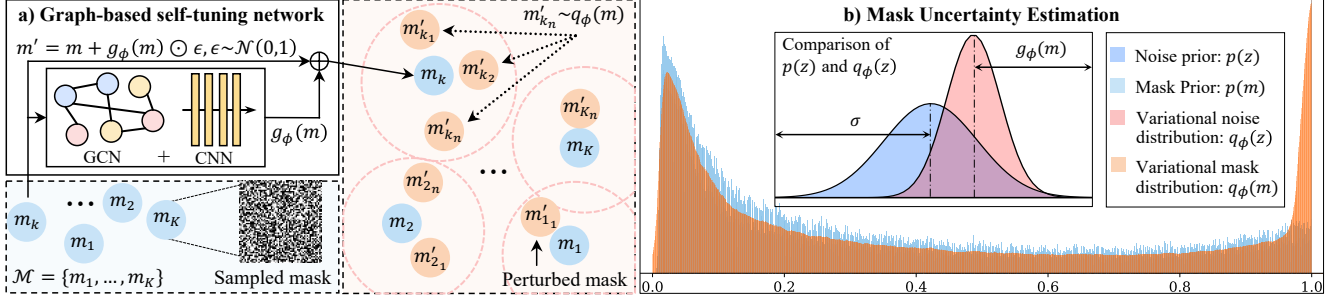 a) Graph-based self-tuning network
m′ = m + g_ϕ(m) ⊙ ϵ, ϵ~𝒩(0,1)
GCN + CNN
g_ϕ(m)
m_k
...
m_2
m_K
m_1
ℳ = {m_1, ..., m_K}
Sampled mask
m′_{k_n}~q_ϕ(m)
m′_{k_1}
m_k
m′_{k_2}
m′_{k_n}
m′_{K_n}
m_K
m′_{2_n}
...
m_2
m′_{2_1}
m′_{1_1}
m_1
Perturbed mask
b) Mask Uncertainty Estimation
Comparison of
p(z) and q_ϕ(z)
g_ϕ(m)
σ
Noise prior: p(z)
Mask Prior: p(m)
Variational noise
distribution: q_ϕ(z)
Variational mask
distribution: q_ϕ(m)
0.0 0.2 0.4 0.6 0.8 1.0